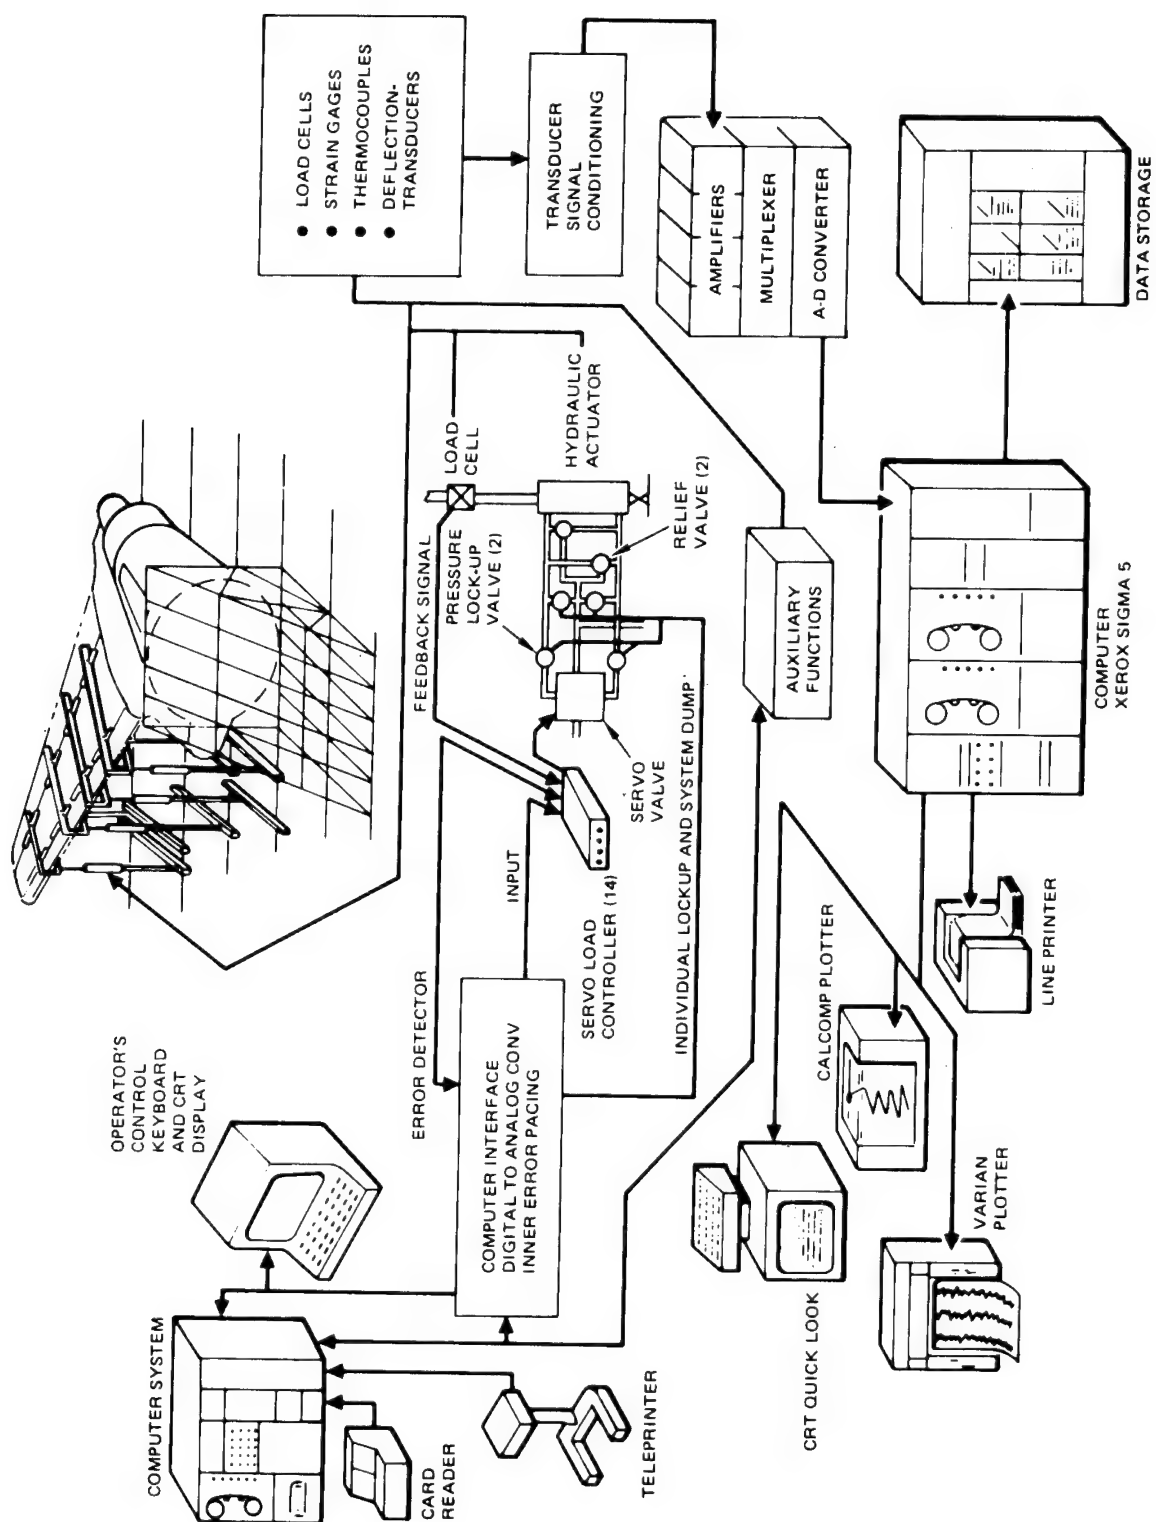 COMPUTER SYSTEM
CARD
READER
TELEPRINTER
OPERATOR'S
CONTROL
KEYBOARD
AND CRT
DISPLAY
ERROR DETECTOR
COMPUTER INTERFACE
DIGITAL TO ANALOG CONV
INNER ERROR PACING
INPUT
SERVO LOAD
CONTROLLER (14)
SERVO
VALVE
INDIVIDUAL LOCKUP AND SYSTEM DUMP
FEEDBACK SIGNAL
PRESSURE
LOCK-UP
VALVE (2)
LOAD
CELL
HYDRAULIC
ACTUATOR
RELIEF
VALVE (2)
● LOAD CELLS
● STRAIN GAGES
● THERMOCOUPLES
● DEFLECTION-
TRANSDUCERS
TRANSDUCER
SIGNAL
CONDITIONING
AMPLIFIERS
MULTIPLEXER
A-D CONVERTER
AUXILIARY
FUNCTIONS
DATA STORAGE
COMPUTER
XEROX SIGMA 5
LINE PRINTER
CALCOMP PLOTTER
CRT QUICK LOOK
VARIAN
PLOTTER